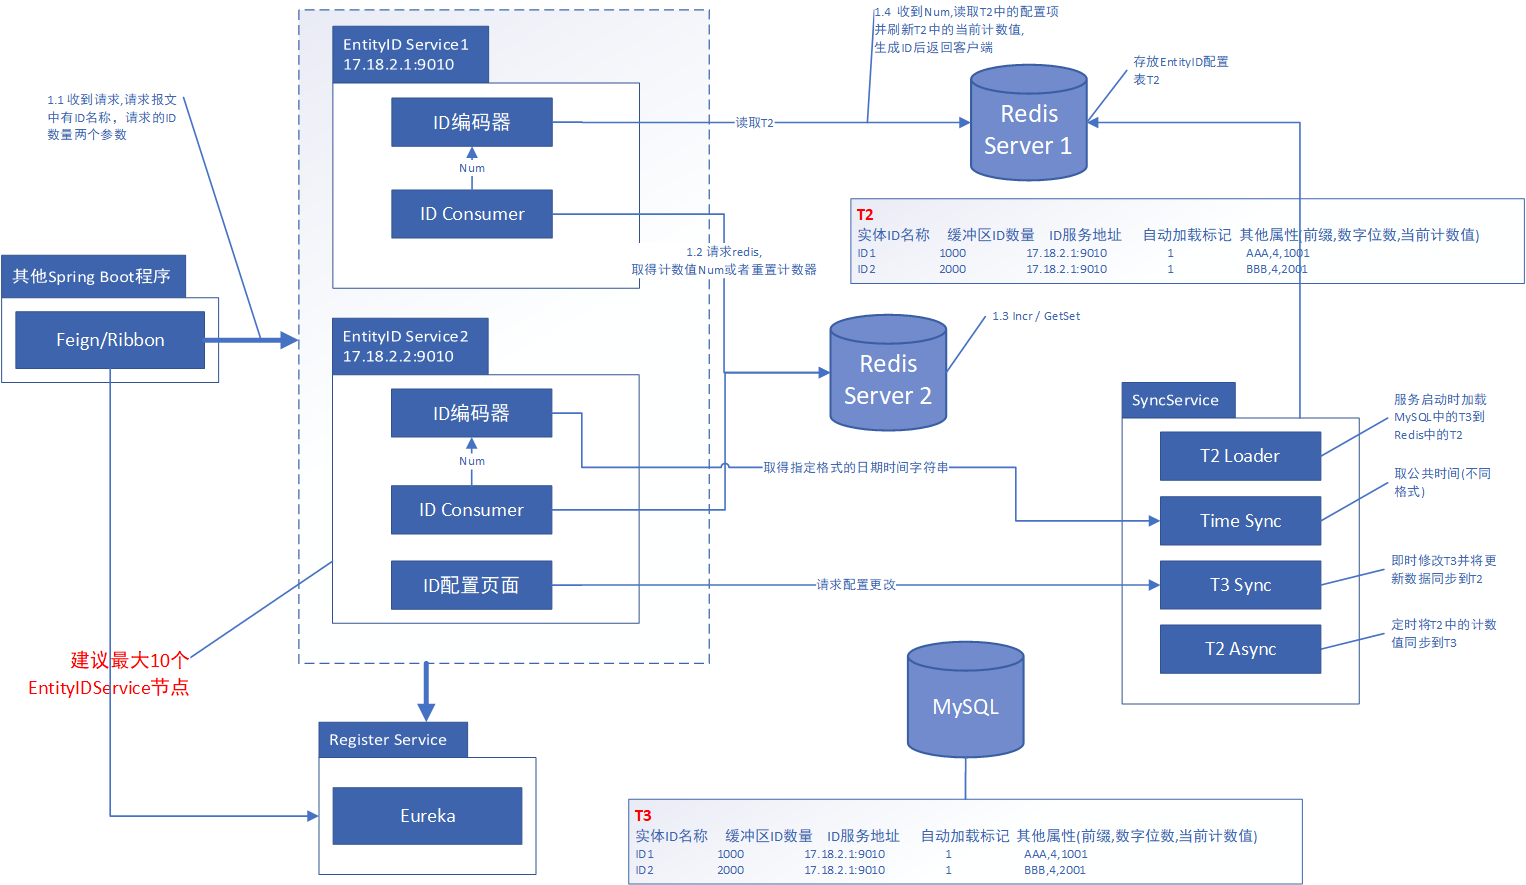 1.4 收到Num,读取T2中的配置项
并刷新T2中的当前计数值,
生成ID后返回客户端
EntityID Service1
17.18.2.1:9010
存放EntityID配置
表T2
1.1 收到请求,请求报文
中有ID名称，请求的ID
数量两个参数
ID编码器
读取T2
Redis
Server 1
Num
ID Consumer
T2
实体ID名称 缓冲区ID数量 ID服务地址 自动加载标记 其他属性(前缀,数字位数,当前计数值)
ID1 1000 17.18.2.1:9010 1 AAA,4,1001
ID2 2000 17.18.2.1:9010 1 BBB,4,2001
1.2 请求redis,
取得计数值Num或者重置计数器
其他Spring Boot程序
Feign/Ribbon
EntityID Service2
17.18.2.2:9010
1.3 Incr / GetSet
Redis
Server 2
ID编码器
Num
取得指定格式的日期时间字符串
ID Consumer
ID配置页面
请求配置更改
SyncService
T2 Loader
服务启动时加载
MySQL中的T3到
Redis中的T2
Time Sync
取公共时间(不同
格式)
T3 Sync
即时修改T3并将更
新数据同步到T2
T2 Async
定时将T2中的计数
值同步到T3
建议最大10个
EntityIDService节点
MySQL
Register Service
Eureka
T3
实体ID名称 缓冲区ID数量 ID服务地址 自动加载标记 其他属性(前缀,数字位数,当前计数值)
ID1 1000 17.18.2.1:9010 1 AAA,4,1001
ID2 2000 17.18.2.1:9010 1 BBB,4,2001